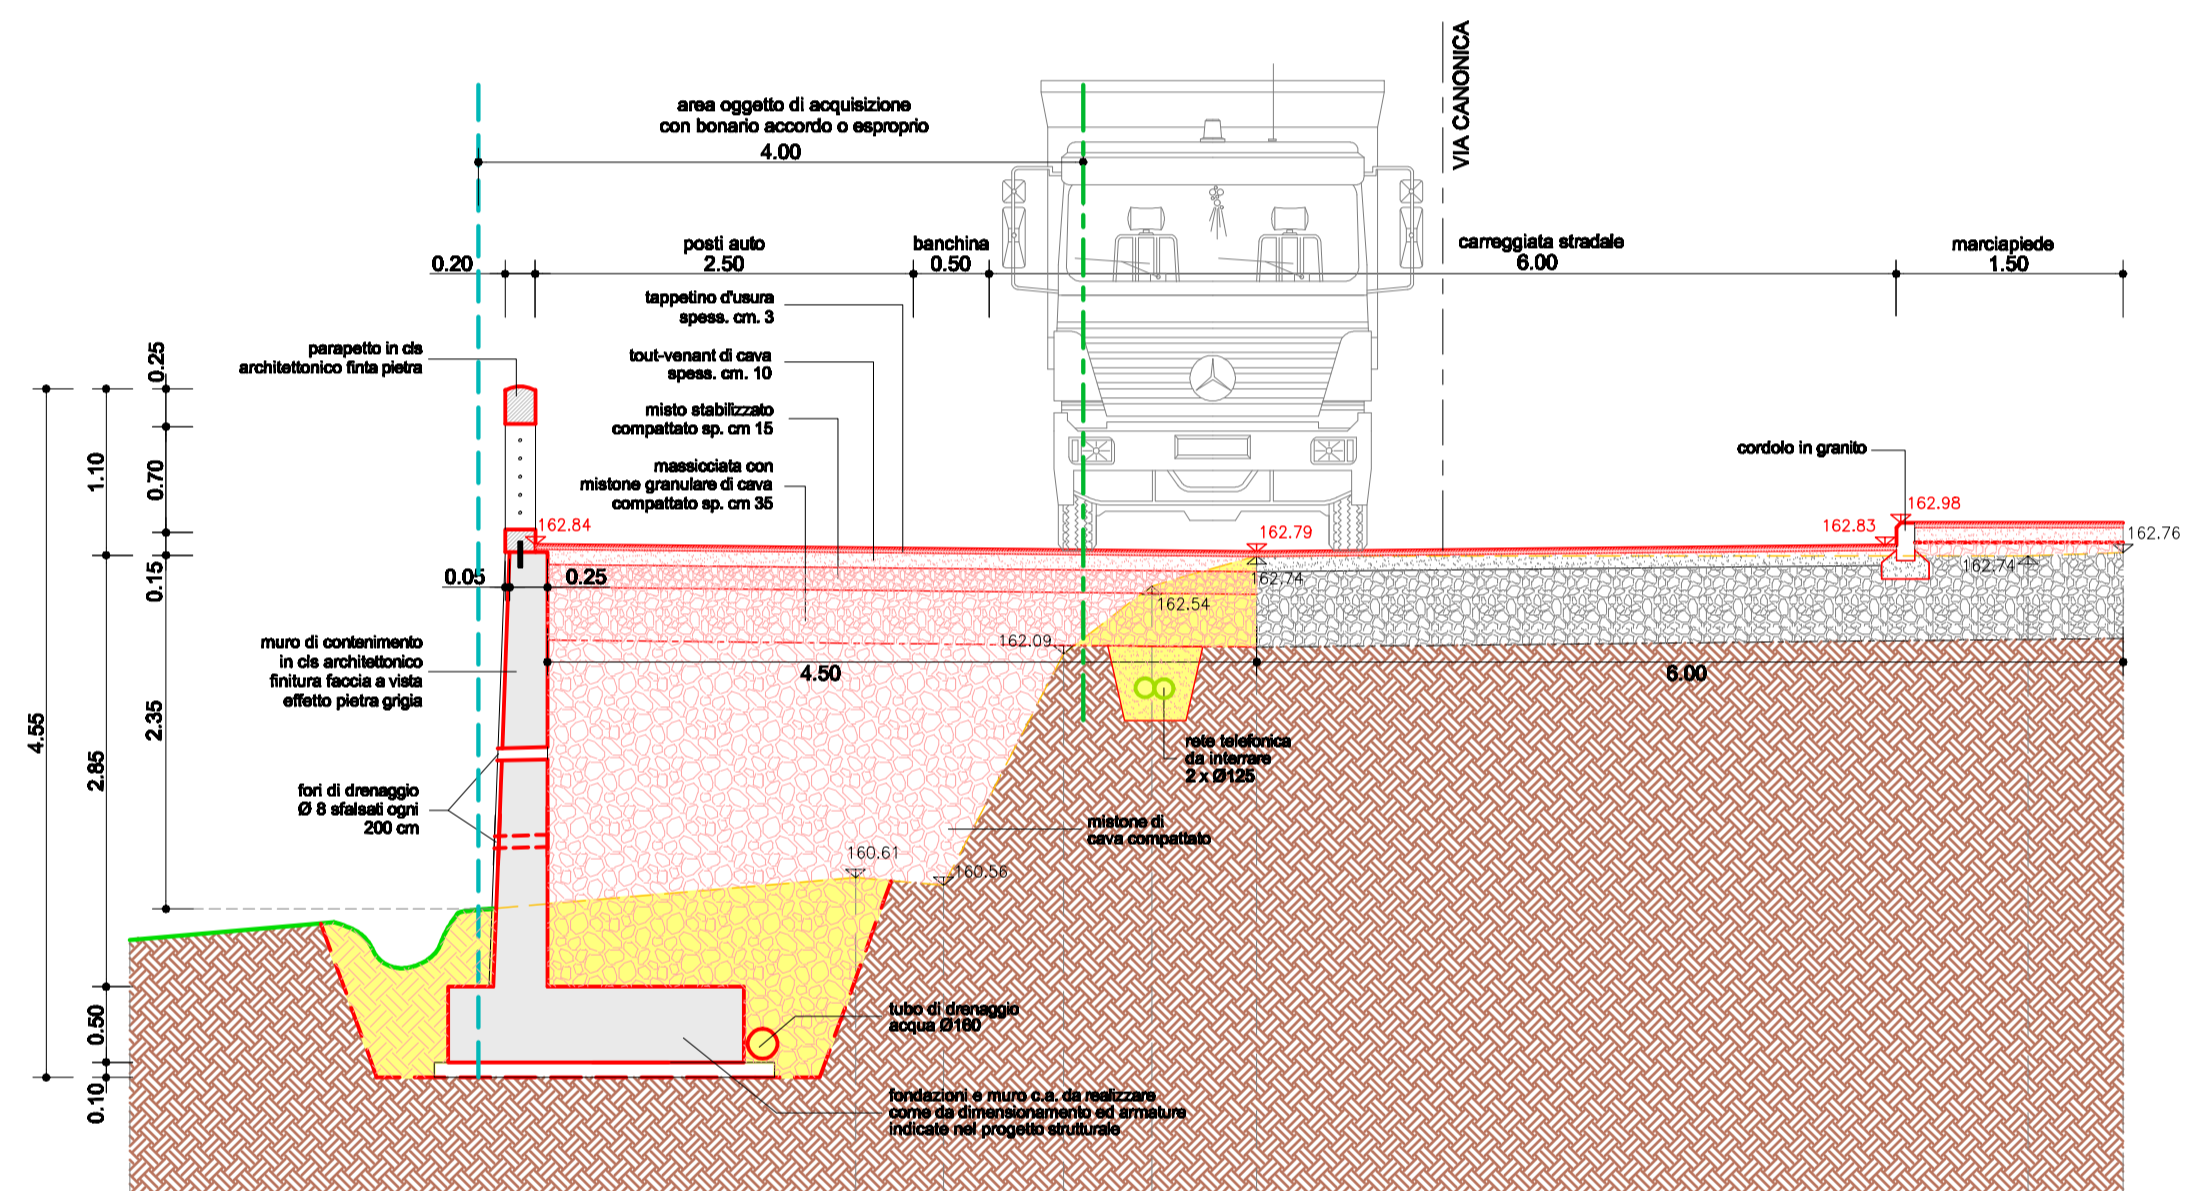 VIA CANONICA
area oggetto di acquisizione
con bonario accordo o esproprio
4.00
0.20
posti auto
2.50
banchina
0.50
carreggiata stradale
6.00
marciapiede
1.50
tappetino d'usura
spess. cm. 3
tout-venant di cava
spess. cm. 10
misto stabilizzato
compattato sp. cm 15
massicciata con
mistone granulare di cava
compattato sp. cm 35
parapetto in cls
architettonico finta pietra
0.25
1.10
0.70
0.15
4.55
2.85
2.35
0.50
0.10
cordolo in granito
162.84
162.79
162.83
162.98
162.76
162.74
162.74
162.54
162.09
0.05
0.25
muro di contenimento
in cls architettonico
finitura faccia a vista
effetto pietra grigia
4.50
6.00
rete telefonica
da interrare
2 x Ø125
fori di drenaggio
Ø 8 sfalsati ogni
200 cm
mistone di
cava compattato
160.61
160.56
tubo di drenaggio
acqua Ø160
fondazioni e muro c.a. da realizzare
come da dimensionamento ed armature
indicate nel progetto strutturale